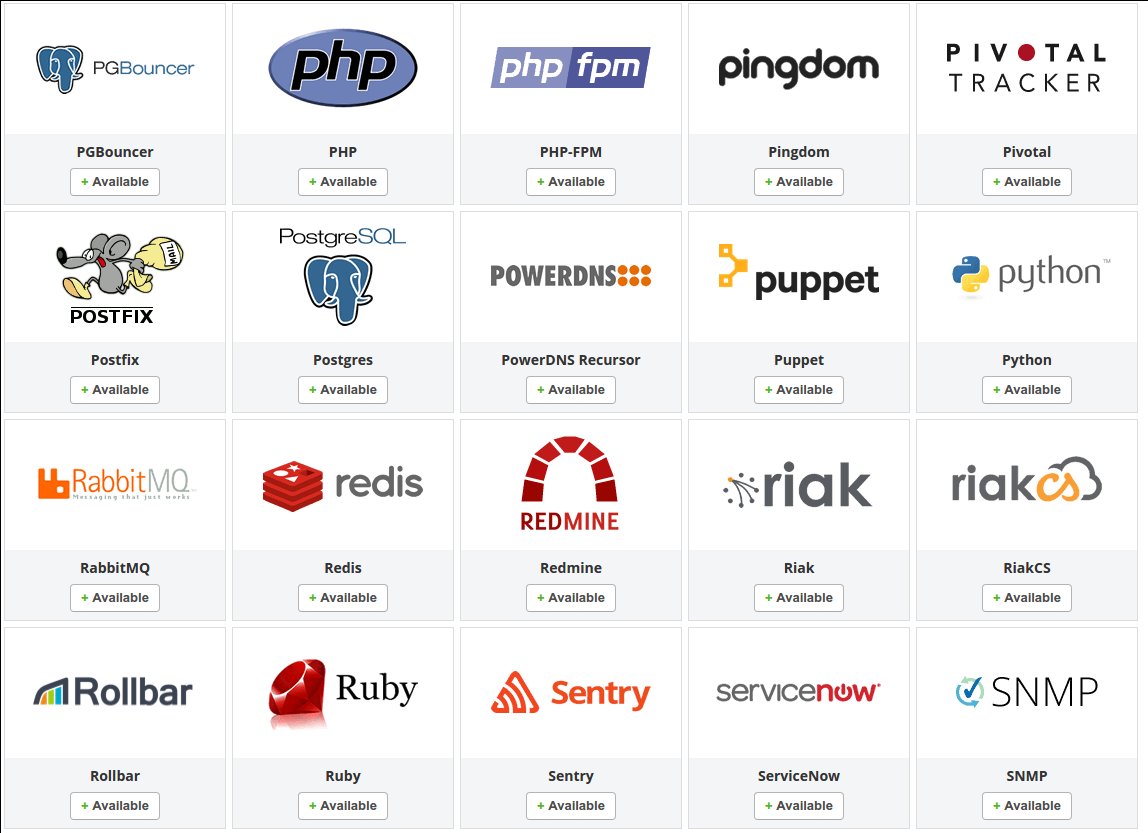 PGBouncer
php
php fpm
pingdom
PIVOTAL
TRACKER
PGBouncer
PHP
PHP-FPM
Pingdom
Pivotal
+ Available
+ Available
+ Available
+ Available
+ Available
MAIL
POSTFIX
PostgreSQL
POWERDNS
puppet
python™
Postfix
Postgres
PowerDNS Recursor
Puppet
Python
+ Available
+ Available
+ Available
+ Available
+ Available
RabbitMQ
Messaging that just works
redis
REDMINE
riak
riakcs
RabbitMQ
Redis
Redmine
Riak
RiakCS
+ Available
+ Available
+ Available
+ Available
+ Available
Rollbar
Ruby
Sentry
servicenow
SNMP
Rollbar
Ruby
Sentry
ServiceNow
SNMP
+ Available
+ Available
+ Available
+ Available
+ Available